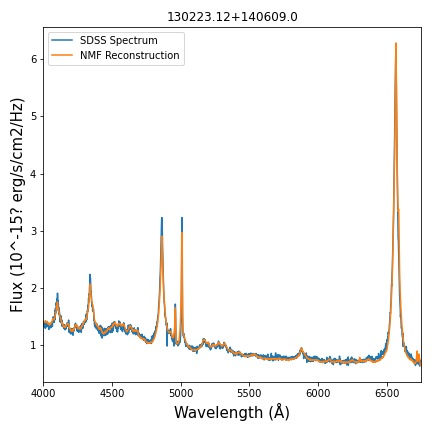 130223.12+140609.0
SDSS Spectrum
NMF Reconstruction
Flux (10^-15? erg/s/cm2/Hz)
6
5
4
3
2
1
4000 4500 5000 5500 6000 6500
Wavelength (Å)